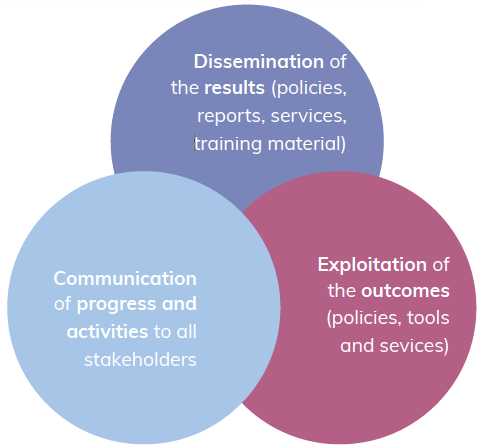 Dissemination of
the results (policies,
reports, services,
training material)
Communication
of progress and
activities to all
stakeholders
Exploitation of
the outcomes
(policies, tools
and sevices)